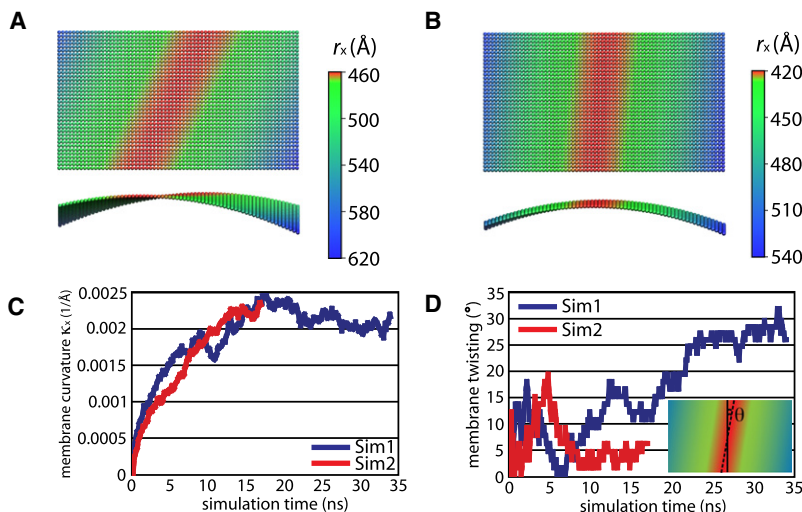 A
rx (Å)
460
500
540
580
620
B
rx (Å)
420
450
480
510
540
C
membrane curvature κx (1/Å)
0.0025
0.002
0.0015
0.001
0.0005
0
0 5 10 15 20 25 30 35
simulation time (ns)
Sim1
Sim2
D
membrane twisting (°)
35
30
25
20
15
10
5
0
0 5 10 15 20 25 30 35
simulation time (ns)
Sim1
Sim2
θ